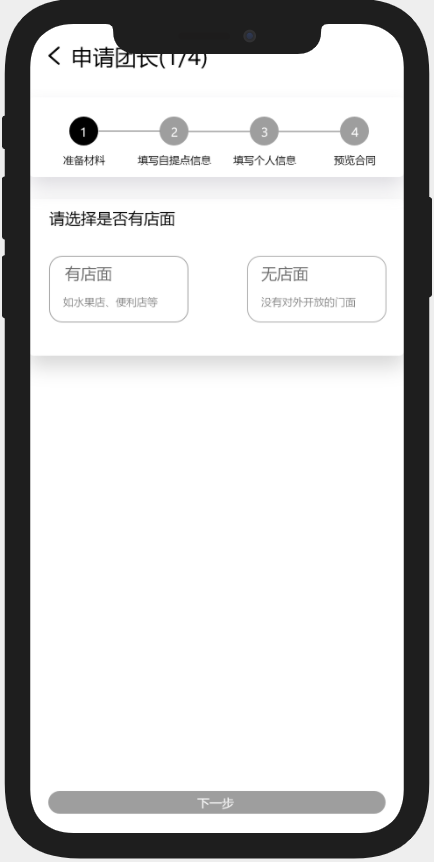 申请团长(1/4)
1 2 3 4
准备材料 填写自提点信息 填写个人信息 预览合同
请选择是否有店面
有店面 无店面
如水果店、便利店等 没有对外开放的门面
下一步